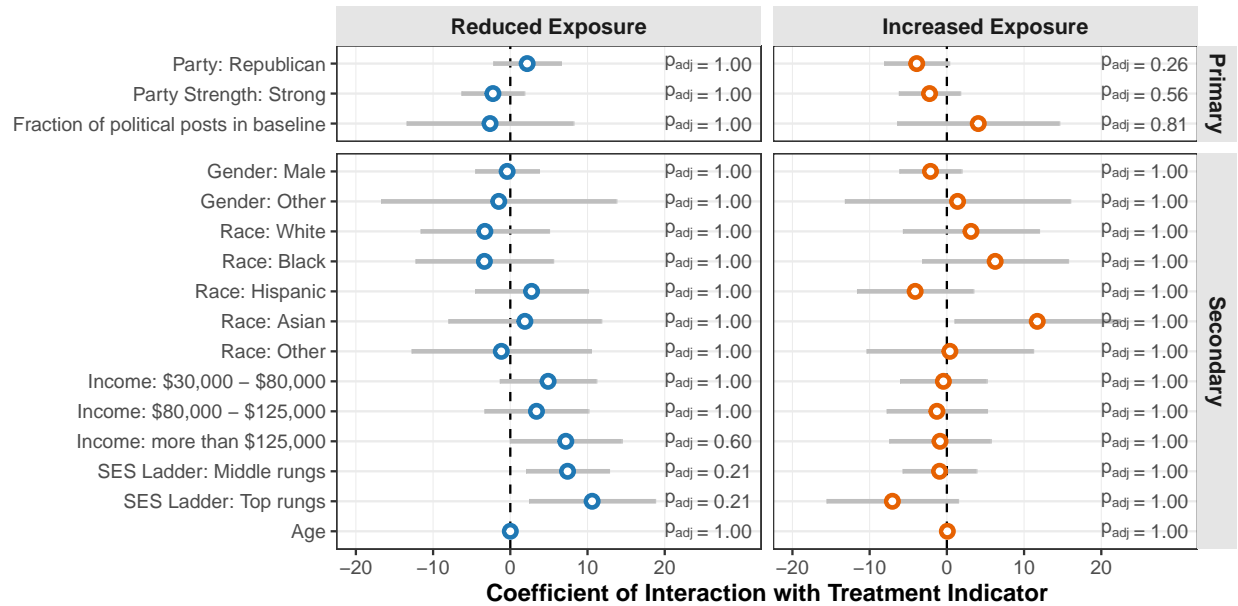 Reduced Exposure Increased Exposure
Primary
Party: Republican p_adj = 1.00 p_adj = 0.26
Party Strength: Strong p_adj = 1.00 p_adj = 0.56
Fraction of political posts in baseline p_adj = 1.00 p_adj = 0.81
Secondary
Gender: Male p_adj = 1.00 p_adj = 1.00
Gender: Other p_adj = 1.00 p_adj = 1.00
Race: White p_adj = 1.00 p_adj = 1.00
Race: Black p_adj = 1.00 p_adj = 1.00
Race: Hispanic p_adj = 1.00 p_adj = 1.00
Race: Asian p_adj = 1.00 p_adj = 1.00
Race: Other p_adj = 1.00 p_adj = 1.00
Income: $30,000 − $80,000 p_adj = 1.00 p_adj = 1.00
Income: $80,000 − $125,000 p_adj = 1.00 p_adj = 1.00
Income: more than $125,000 p_adj = 0.60 p_adj = 1.00
SES Ladder: Middle rungs p_adj = 0.21 p_adj = 1.00
SES Ladder: Top rungs p_adj = 0.21 p_adj = 1.00
Age p_adj = 1.00 p_adj = 1.00
−20 −10 0 10 20 −20 −10 0 10 20
Coefficient of Interaction with Treatment Indicator